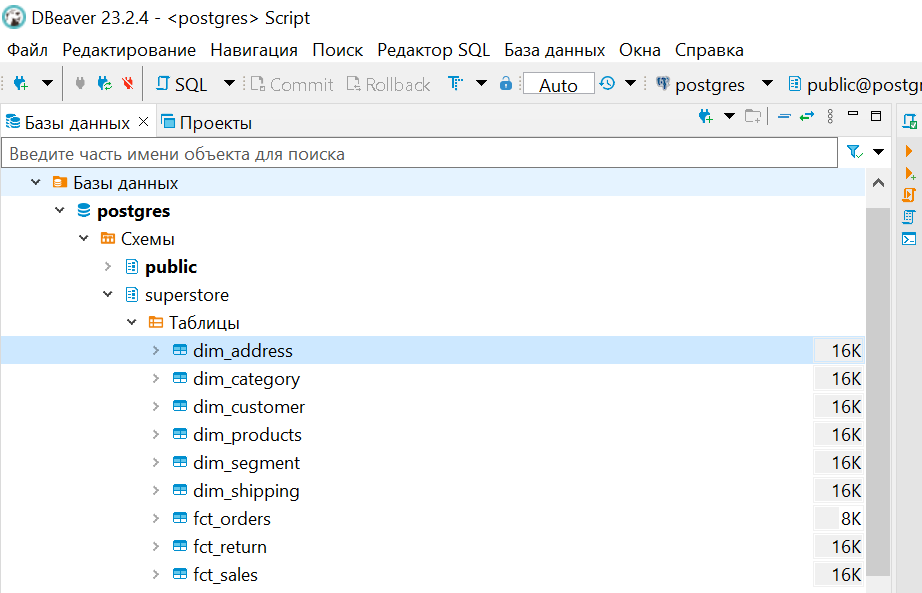 DBeaver 23.2.4 - <postgres> Script
Файл Редактирование Навигация Поиск Редактор SQL База данных Окна Справка
SQL Commit Rollback Auto postgres public@postgr
Базы данных Проекты
Введите часть имени объекта для поиска
Базы данных
postgres
Схемы
public
superstore
Таблицы
dim_address 16K
dim_category 16K
dim_customer 16K
dim_products 16K
dim_segment 16K
dim_shipping 16K
fct_orders 8K
fct_return 16K
fct_sales 16K